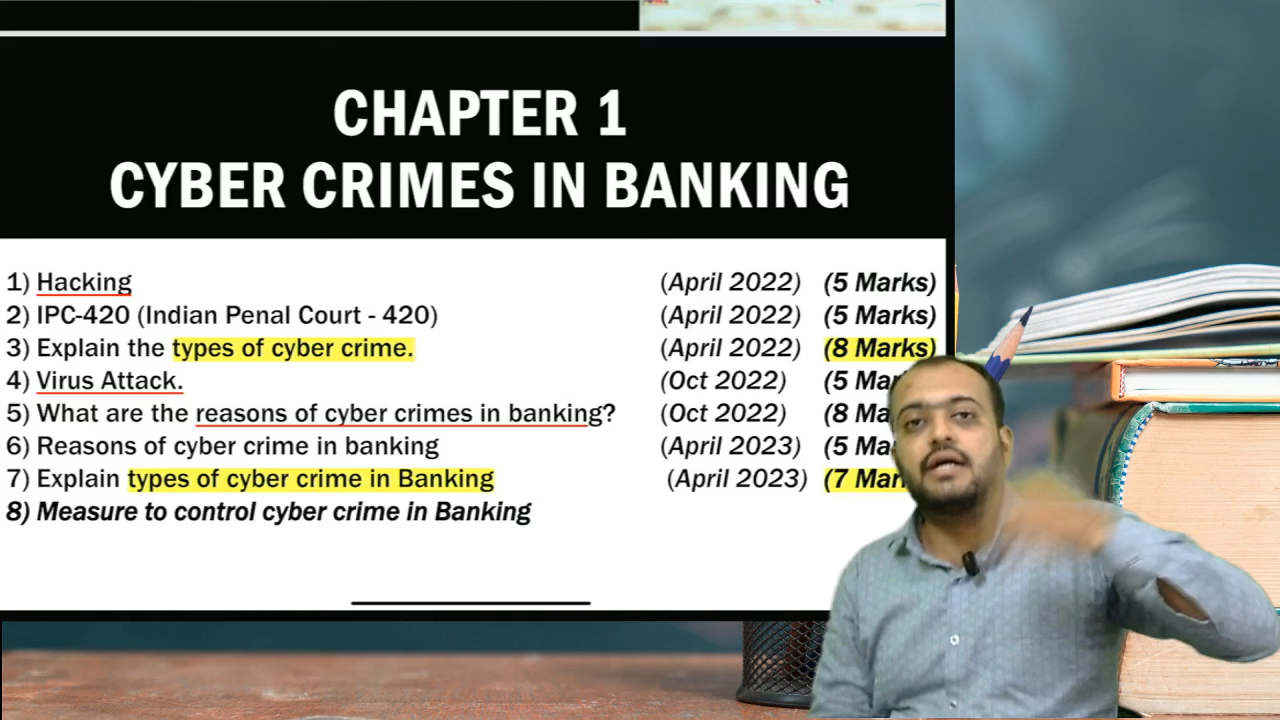 CHAPTER 1
CYBER CRIMES IN BANKING
1) Hacking (April 2022) (5 Marks)
2) IPC-420 (Indian Penal Court - 420) (April 2022) (5 Marks)
3) Explain the types of cyber crime. (April 2022) (8 Marks)
4) Virus Attack. (Oct 2022) (5
5) What are the reasons of cyber crimes in banking? (Oct 2022) (8
6) Reasons of cyber crime in banking (April 2023) (5
7) Explain types of cyber crime in Banking (April 2023) (7
8) Measure to control cyber crime in Banking